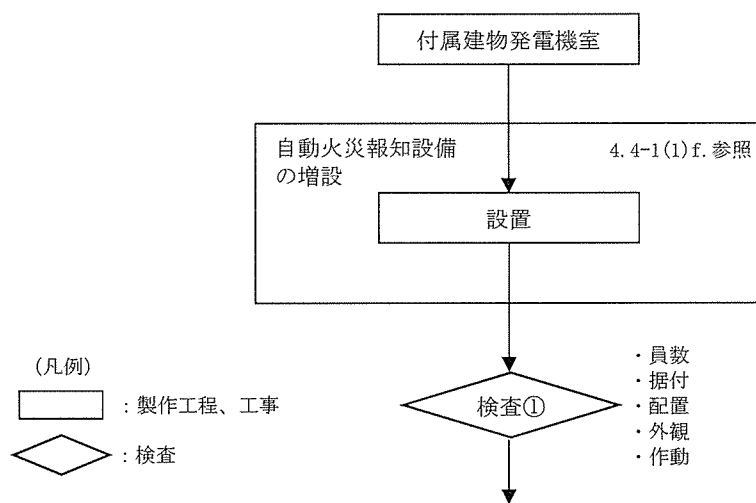 付属建物発電機室
自動火災報知設備
の増設
4.4-1(1)f.参照
設置
(凡例)
：製作工程、工事
：検査
検査①
・員数
・据付
・配置
・外観
・作動